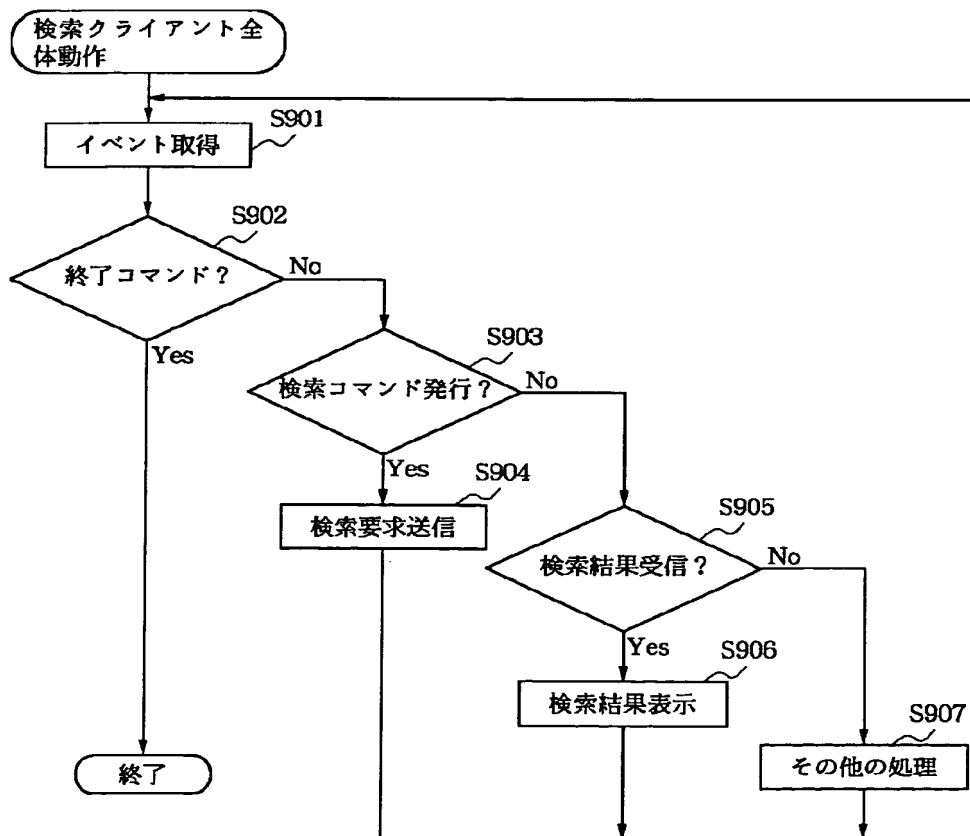 検索クライアント全
体動作
S901
イベント取得
S902
終了コマンド？
No
Yes
S903
検索コマンド発行？
No
Yes
S904
検索要求送信
S905
検索結果受信？
No
Yes
S906
検索結果表示
S907
その他の処理
終了